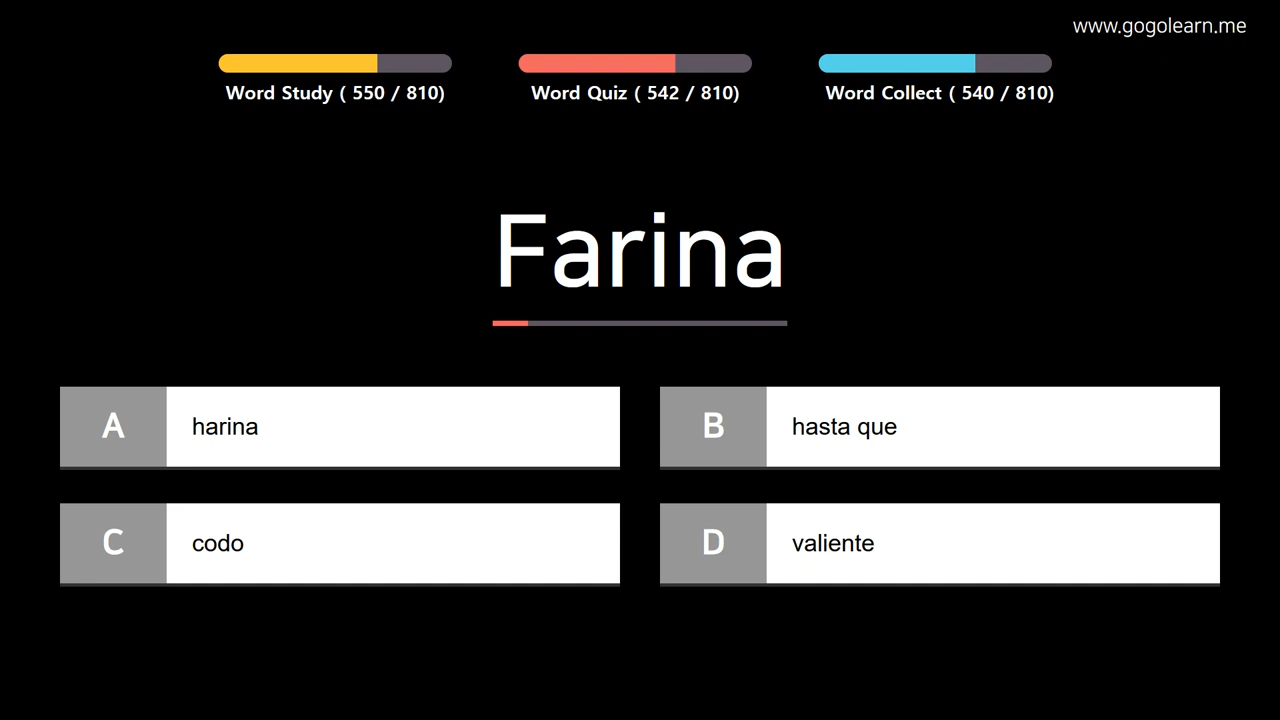 www.gogolearn.me
Word Study ( 550 / 810)
Word Quiz ( 542 / 810)
Word Collect ( 540 / 810)
Farina
A harina
B hasta que
C codo
D valiente